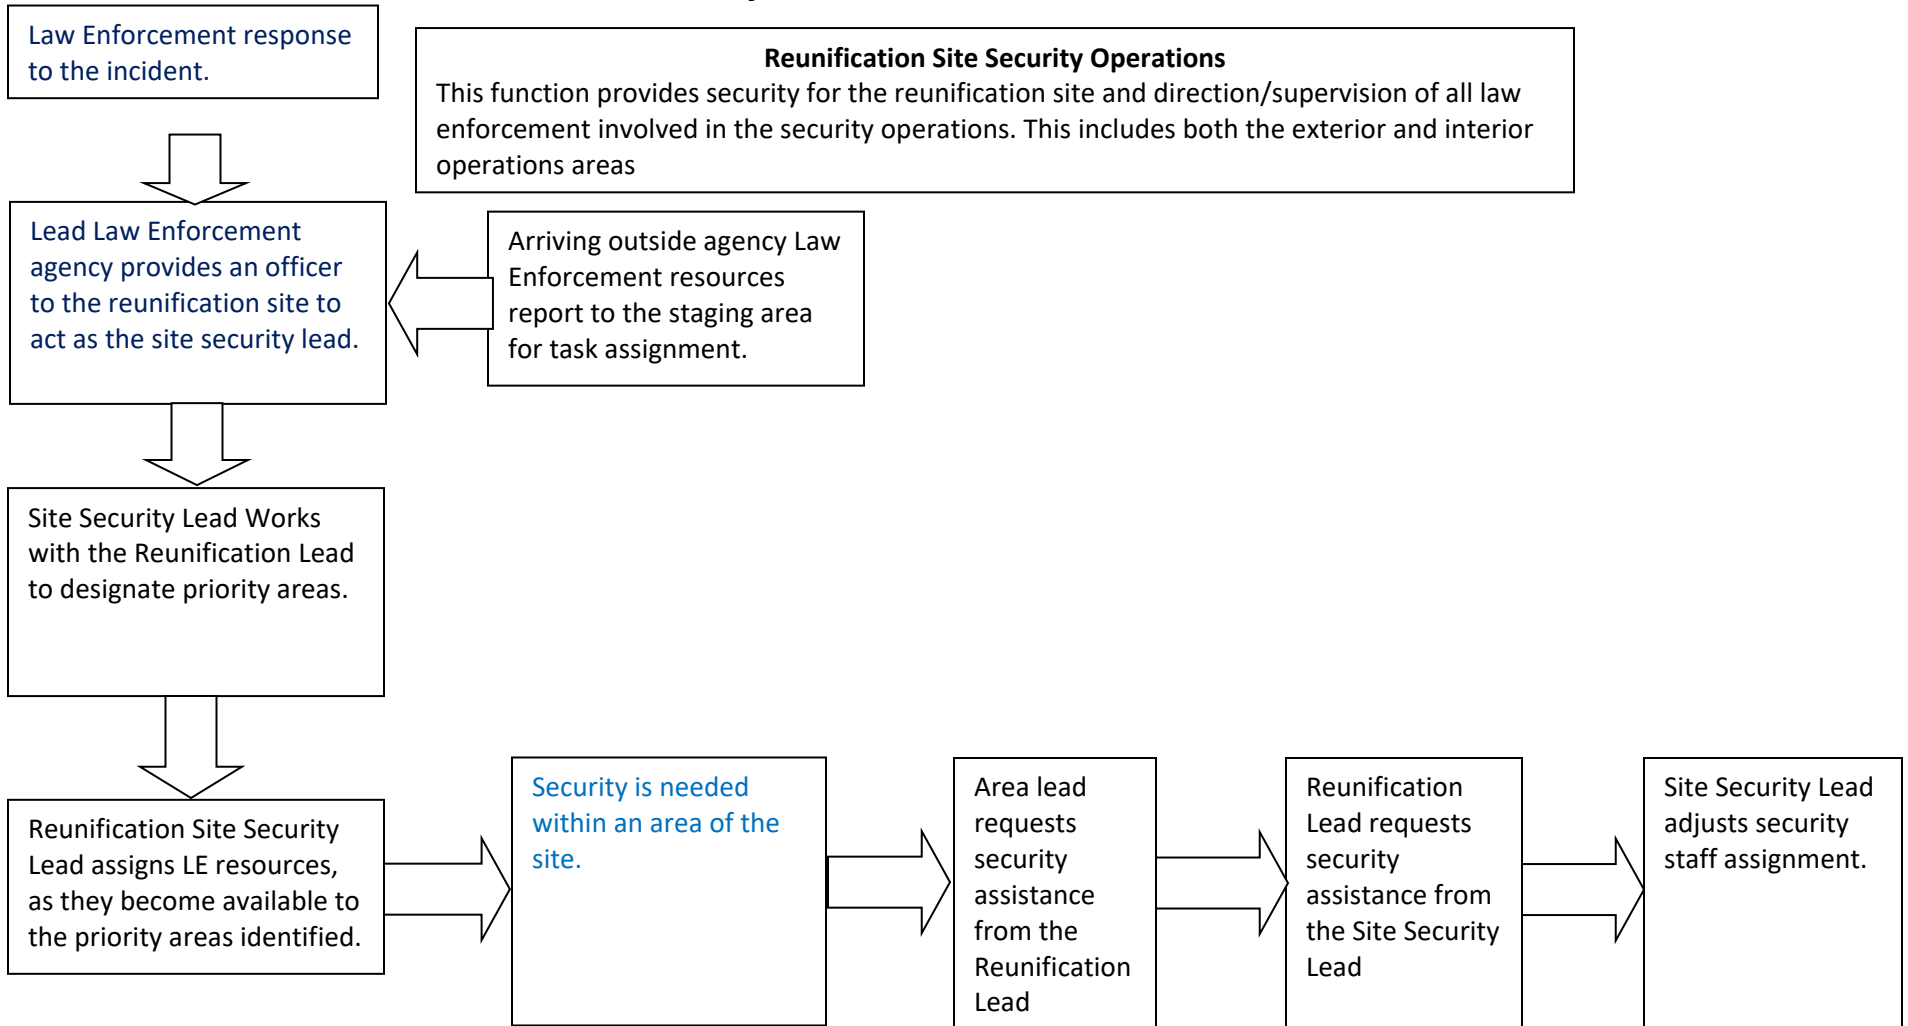 Law Enforcement response
to the incident.
Reunification Site Security Operations
This function provides security for the reunification site and direction/supervision of all law
enforcement involved in the security operations. This includes both the exterior and interior
operations areas
Lead Law Enforcement
agency provides an officer
to the reunification site to
act as the site security lead.
Arriving outside agency Law
Enforcement resources
report to the staging area
for task assignment.
Site Security Lead Works
with the Reunification Lead
to designate priority areas.
Reunification Site Security
Lead assigns LE resources,
as they become available to
the priority areas identified.
Security is needed
within an area of the
site.
Area lead
requests
security
assistance
from the
Reunification
Lead
Reunification
Lead requests
security
assistance from
the Site Security
Lead
Site Security Lead
adjusts security
staff assignment.